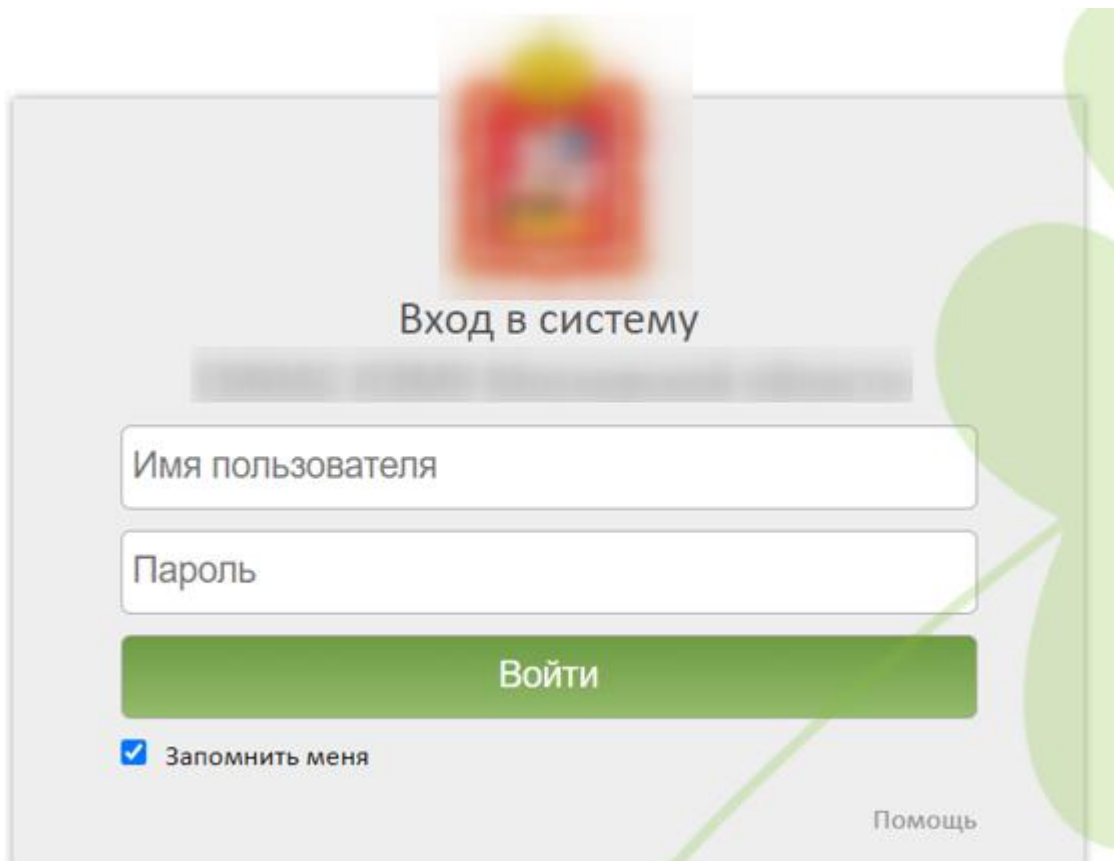 Вход в систему
Имя пользователя
Пароль
Войти
Запомнить меня
Помощь